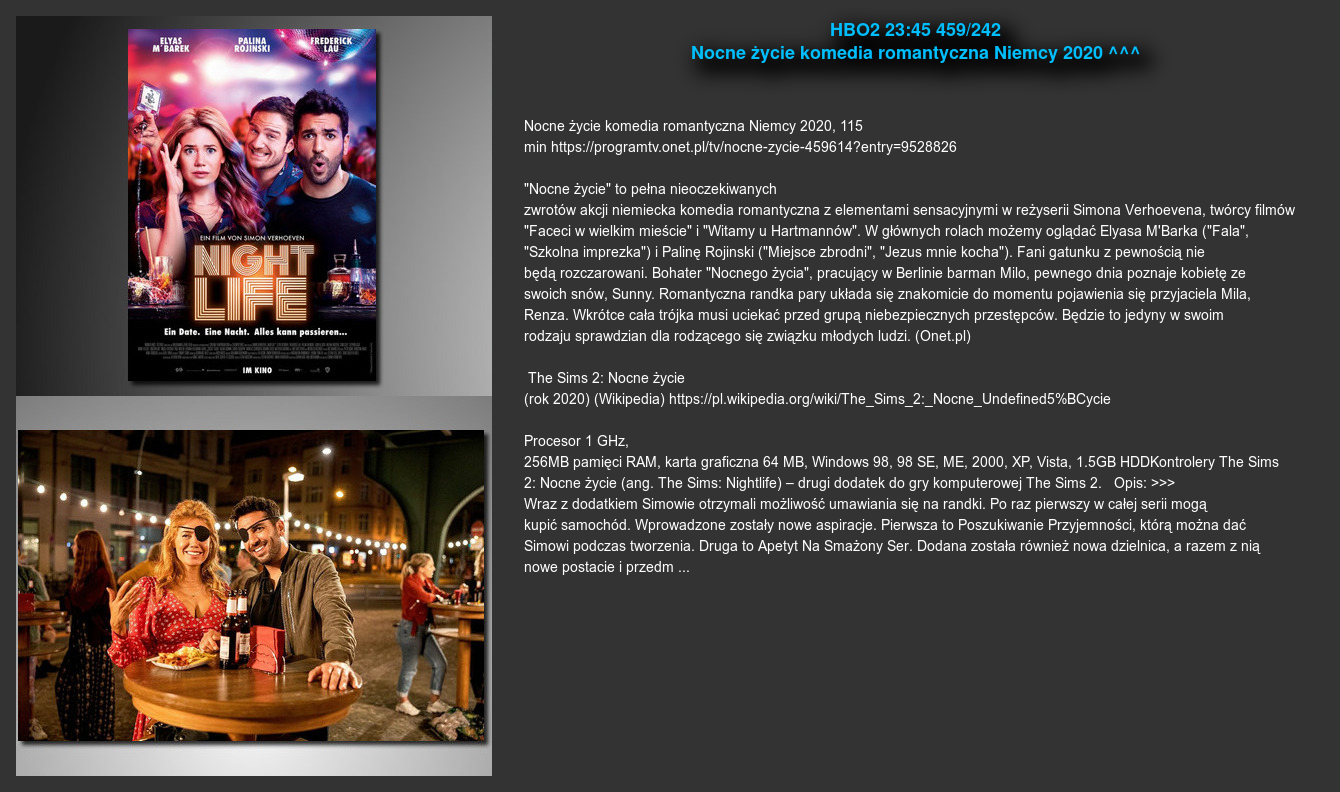 ELYAS
M'BAREK
PALINA
ROJINSKI
FREDERICK
LAU
EIN FILM VON SIMON VERHOEVEN
NIGHT
LIFE
Ein Date. Eine Nacht. Alles kann passieren...
IM KINO
HBO2 23:45 459/242
Nocne życie komedia romantyczna Niemcy 2020 ^^^
Nocne życie komedia romantyczna Niemcy 2020, 115
min https://programtv.onet.pl/tv/nocne-zycie-459614?entry=9528826
"Nocne życie" to pełna nieoczekiwanych
zwrotów akcji niemiecka komedia romantyczna z elementami sensacyjnymi w reżyserii Simona Verhoevena, twórcy filmów
"Faceci w wielkim mieście" i "Witamy u Hartmannów". W głównych rolach możemy oglądać Elyasa M'Barka ("Fala",
"Szkolna imprezka") i Palinę Rojinski ("Miejsce zbrodni", "Jezus mnie kocha"). Fani gatunku z pewnością nie
będą rozczarowani. Bohater "Nocnego życia", pracujący w Berlinie barman Milo, pewnego dnia poznaje kobietę ze
swoich snów, Sunny. Romantyczna randka pary układa się znakomicie do momentu pojawienia się przyjaciela Mila,
Renza. Wkrótce cała trójka musi uciekać przed grupą niebezpiecznych przestępców. Będzie to jedyny w swoim
rodzaju sprawdzian dla rodzącego się związku młodych ludzi. (Onet.pl)
The Sims 2: Nocne życie
(rok 2020) (Wikipedia) https://pl.wikipedia.org/wiki/The_Sims_2:_Nocne_Undefined5%BCycie
Procesor 1 GHz,
256MB pamięci RAM, karta graficzna 64 MB, Windows 98, 98 SE, ME, 2000, XP, Vista, 1.5GB HDDKontrolery The Sims
2: Nocne życie (ang. The Sims: Nightlife) – drugi dodatek do gry komputerowej The Sims 2.   Opis: >>>
Wraz z dodatkiem Simowie otrzymali możliwość umawiania się na randki. Po raz pierwszy w całej serii mogą
kupić samochód. Wprowadzone zostały nowe aspiracje. Pierwsza to Poszukiwanie Przyjemności, którą można dać
Simowi podczas tworzenia. Druga to Apetyt Na Smażony Ser. Dodana została również nowa dzielnica, a razem z nią
nowe postacie i przedm ...